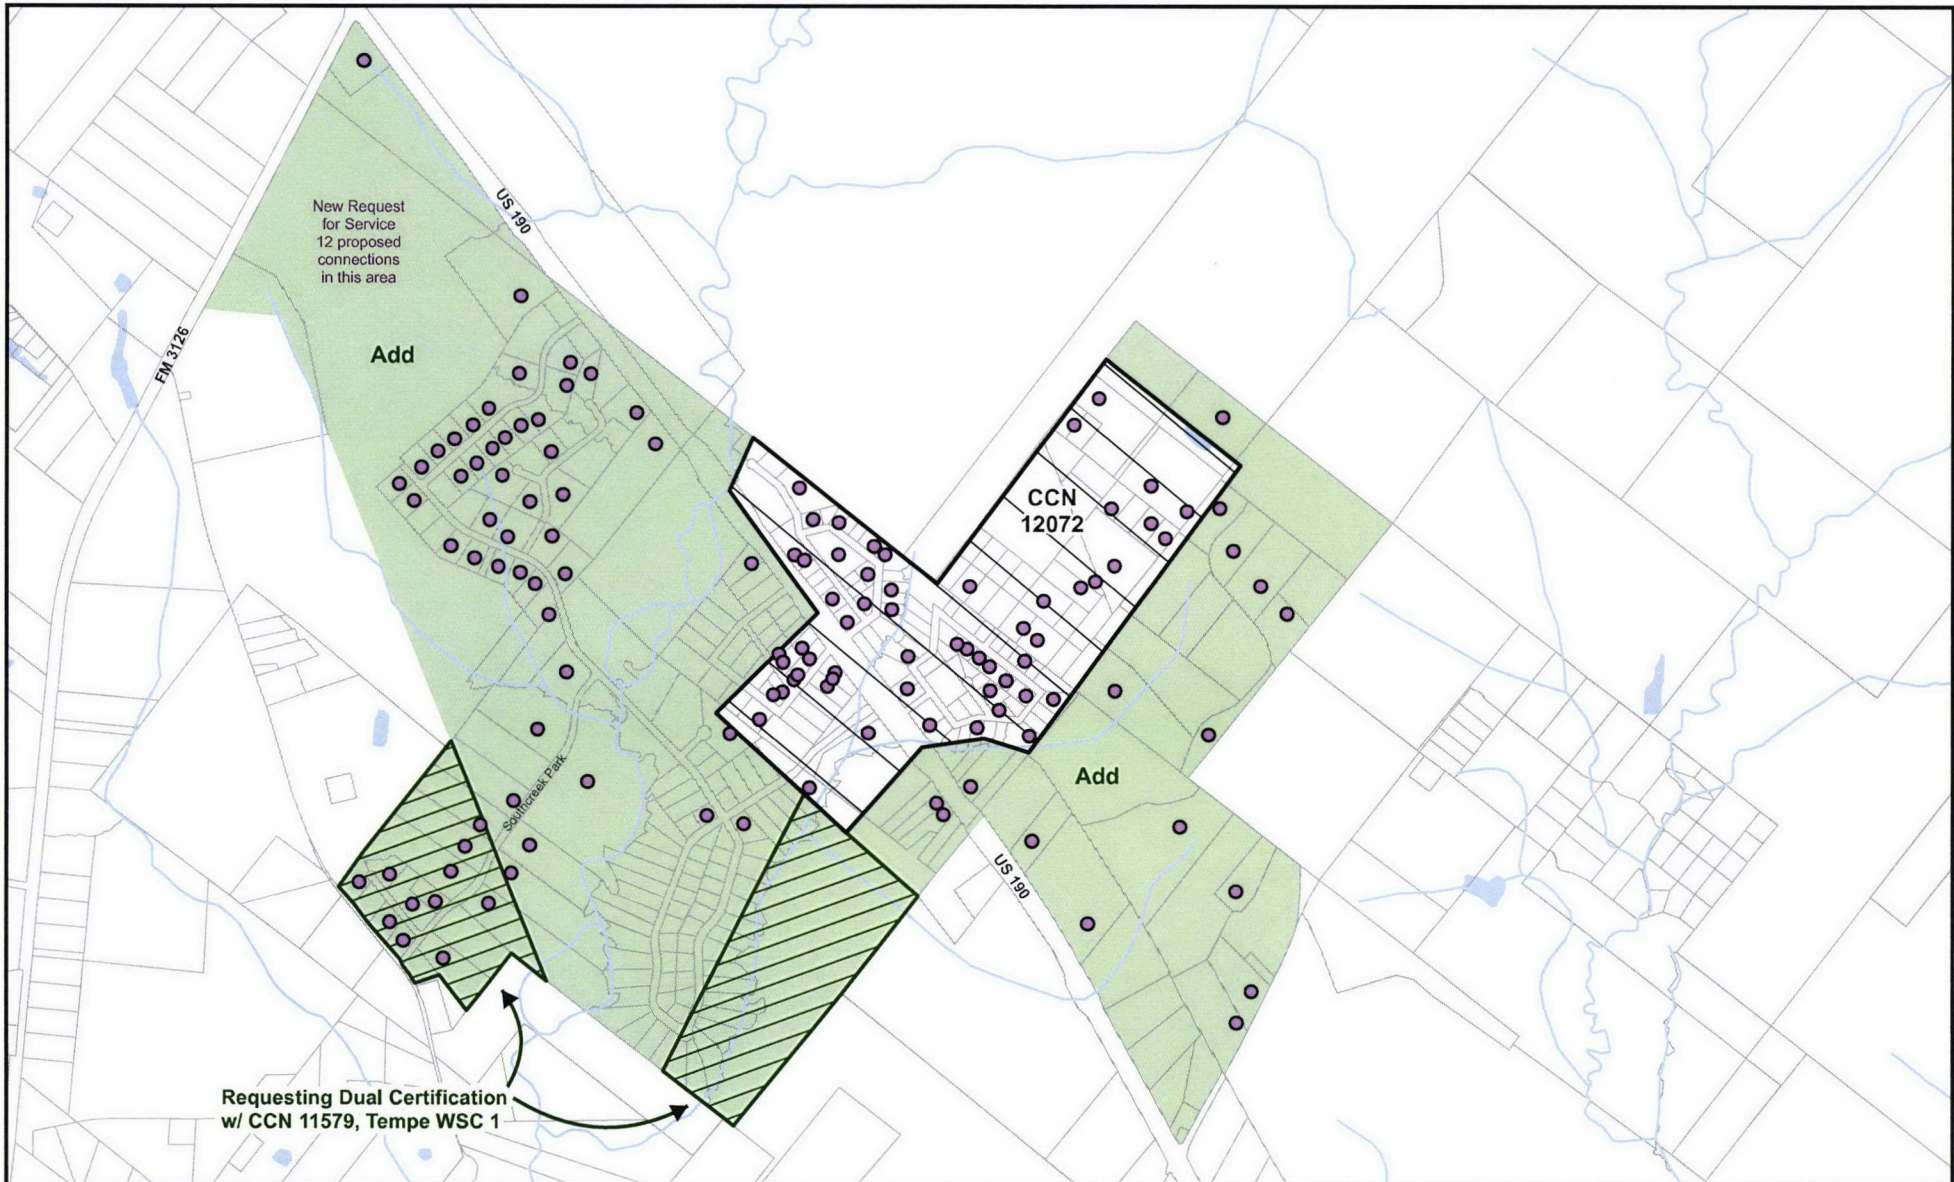 US 190
New Request
for Service
12 proposed
connections
in this area
FM 3126
Add
CCN
12072
Add
Southcreek Park
US 190
Requesting Dual Certification
w/ CCN 11579, Tempe WSC 1